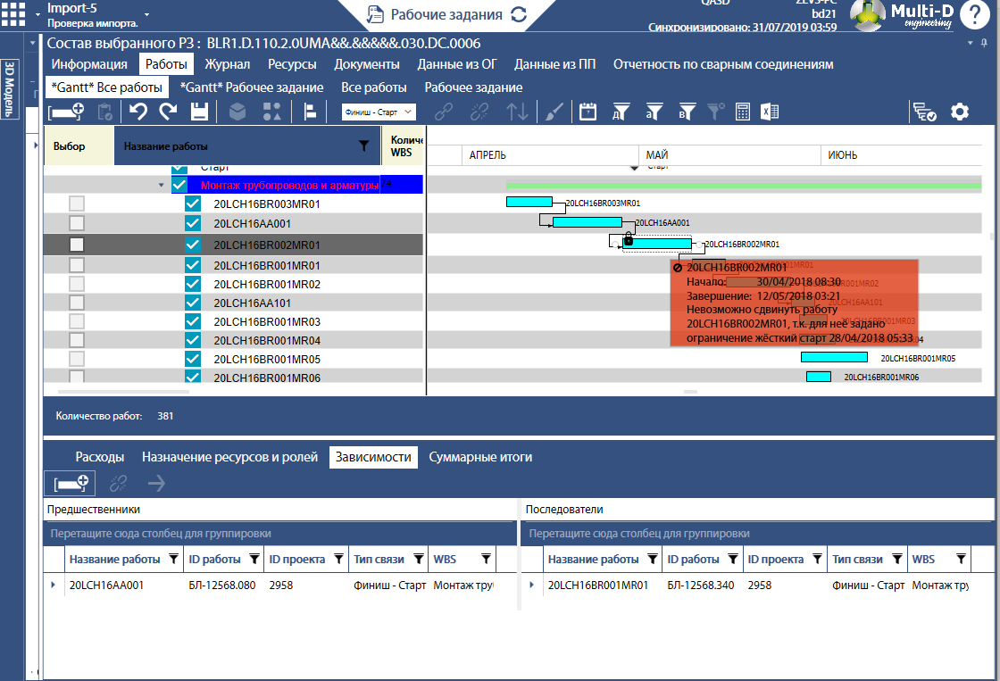 Import-5
Проверка импорта.
Рабочие задания
bd21
Синхронизировано: 31/07/2019 03:59
Multi-D
engineering
?
3D Модель
Состав выбранного РЗ : BLR1.D.110.2.0UMA&&.&&&&&.030.DC.0006
Информация Работы Журнал Ресурсы Документы Данные из ОГ Данные из ПП Отчетность по сварным соединениям
*Gantt* Все работы *Gantt* Рабочее задание Все работы Рабочее задание
Финиш - Старт
Выбор Название работы Количе
WBS
АПРЕЛЬ МАЙ ИЮНЬ
Старт Старт
Монтаж трубопроводов и арматуры 74
20LCH16BR003MR01 20LCH16BR003MR01
20LCH16AA001 20LCH16AA001
20LCH16BR002MR01 20LCH16BR002MR01
20LCH16BR001MR01
20LCH16BR001MR02
20LCH16AA101
20LCH16BR001MR03
20LCH16BR001MR04
20LCH16BR002MR01
Начало: 30/04/2018 08:30
Завершение: 12/05/2018 03:21
Невозможно сдвинуть работу
20LCH16BR002MR01, т.к. для неё задано
ограничение жёсткий старт 28/04/2018 05:33
20LCH16BR001MR05 20LCH16BR001MR05
20LCH16BR001MR06 20LCH16BR001MR06
Количество работ: 381
Расходы Назначение ресурсов и ролей Зависимости Суммарные итоги
Предшественники
Перетащите сюда столбец для группировки
Название работы ID работы ID проекта Тип связи WBS
20LCH16AA001 БЛ-12568.080 2958 Финиш - Старт Монтаж тру
Последователи
Перетащите сюда столбец для группировки
Название работы ID работы ID проекта Тип связи WBS
20LCH16BR001MR01 БЛ-12568.340 2958 Финиш - Старт Монтаж тру